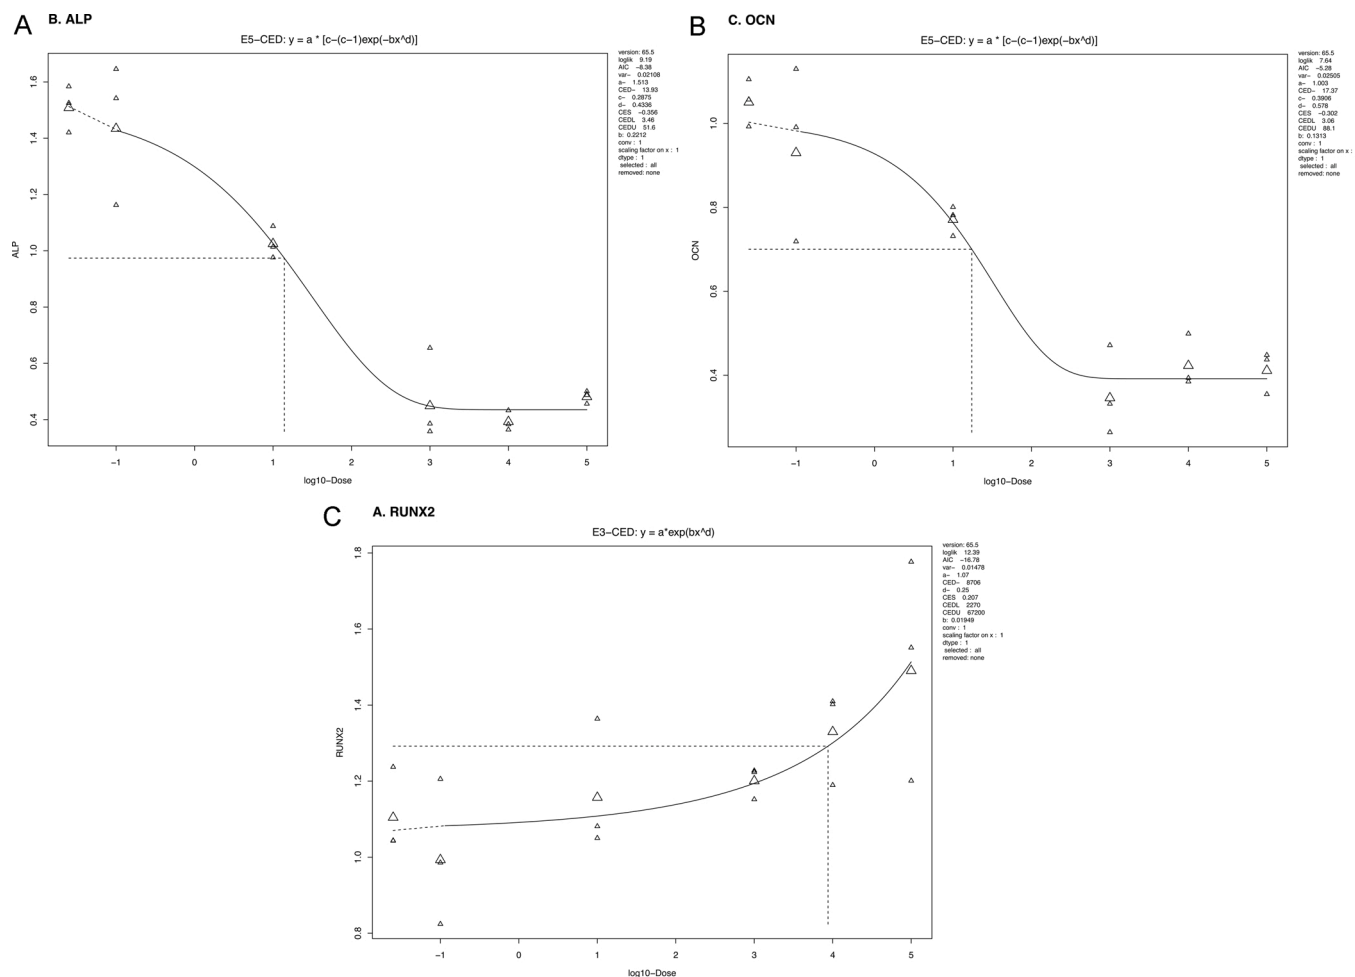 A B. ALP
E5-CED: y = a * [c-(c-1)exp(-bx^d)]
version: 65.5
loglik 9.19
AIC -8.38
var- 0.02108
a- 1.513
CED- 13.93
c- 0.2875
d- 0.4336
CES -0.356
CEDL 3.46
CEDU 51.6
b: 0.2212
conv : 1
scaling factor on x : 1
dtype : 1
selected : all
removed: none
ALP
1.6
1.4
1.2
1.0
0.8
0.6
0.4
-1 0 1 2 3 4 5
log10-Dose
B C. OCN
E5-CED: y = a * [c-(c-1)exp(-bx^d)]
version: 65.5
loglik 7.64
AIC -5.28
var- 0.02505
a- 1.003
CED- 17.37
c- 0.3906
d- 0.578
CES -0.302
CEDL 3.06
CEDU 88.1
b: 0.1313
conv : 1
scaling factor on x :
dtype : 1
selected : all
removed: none
OCN
1.0
0.8
0.6
0.4
-1 0 1 2 3 4 5
log10-Dose
C A. RUNX2
E3-CED: y = a*exp(bx^d)
version: 65.5
loglik 12.39
AIC -16.78
var- 0.01478
a- 1.07
CED- 8706
d- 0.25
CES 0.207
CEDL 2270
CEDU 67200
b: 0.01949
conv : 1
scaling factor on x : 1
dtype : 1
selected : all
removed: none
RUNX2
1.8
1.6
1.4
1.2
1.0
0.8
-1 0 1 2 3 4 5
log10-Dose